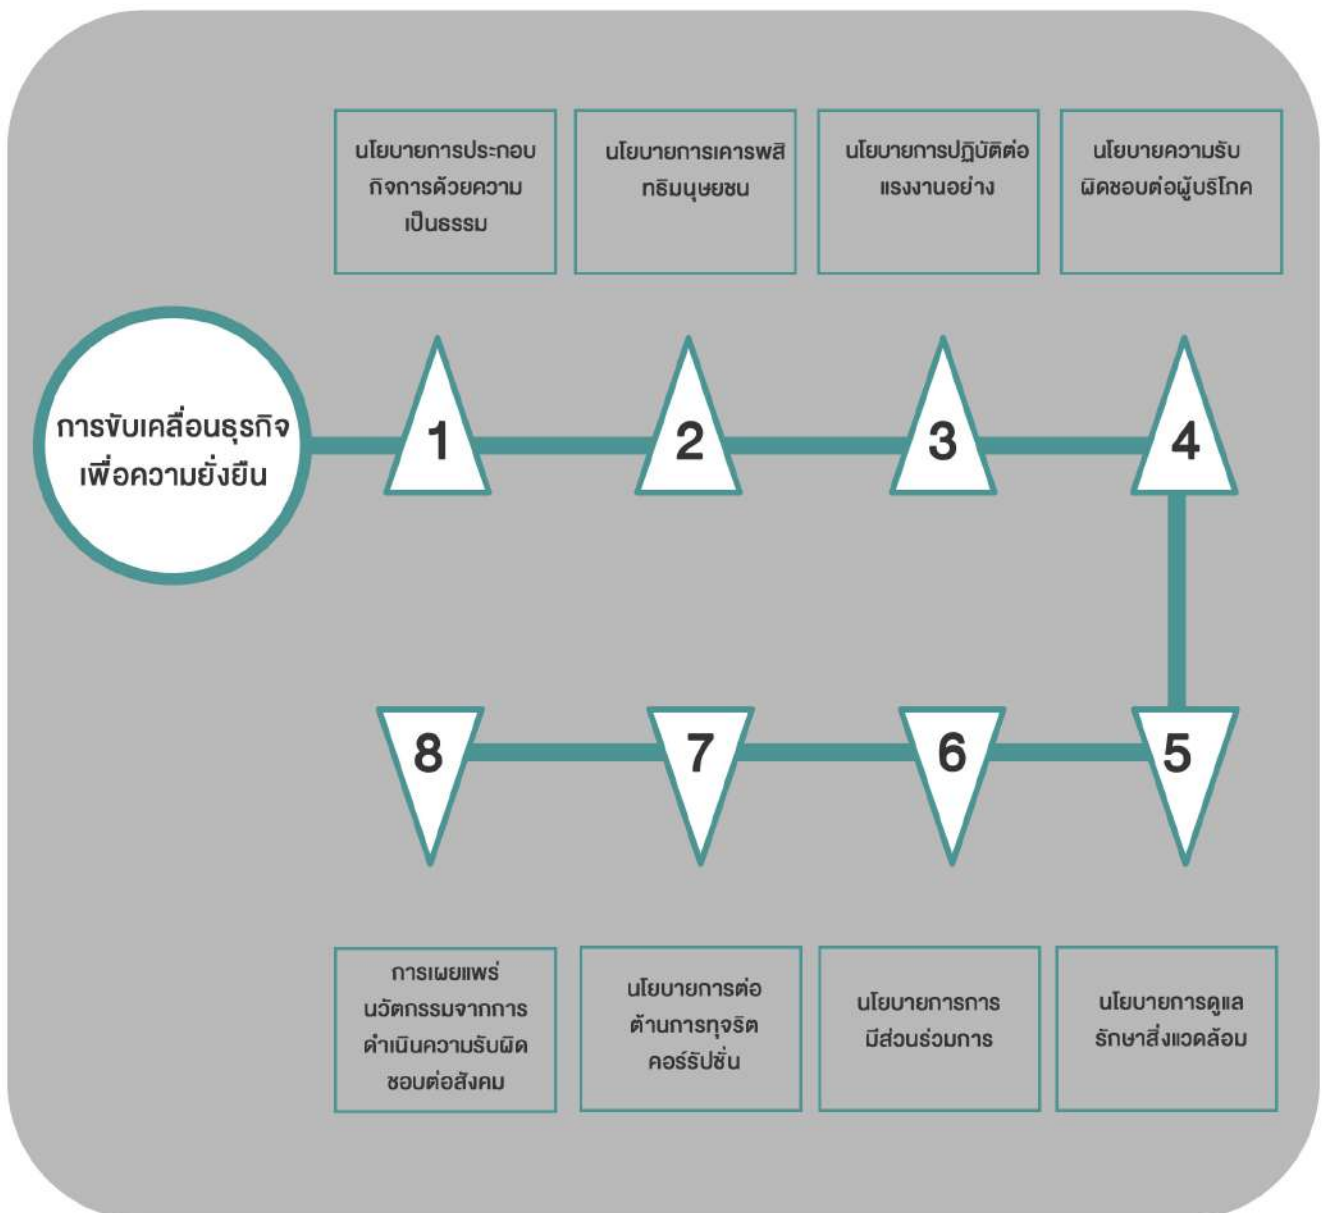 นโยบายการประกอบ
กิจการด้วยความ
เป็นธรรม
นโยบายการเคารพสิ
ทธิมนุษยชน
นโยบายการปฏิบัติต่อ
แรงงานอย่าง
นโยบายความรับ
ผิดชอบต่อผู้บริโภค
การขับเคลื่อนธุรกิจ
เพื่อความยั่งยืน
1
2
3
4
5
6
7
8
นโยบายการดูแล
รักษาสิ่งแวดล้อม
นโยบายการการ
มีส่วนร่วมการ
นโยบายการต่อ
ต้านการทุจริต
คอร์รัปชั่น
การเผยแพร่
นวัตกรรมจากการ
ดำเนินความรับผิด
ชอบต่อสังคม